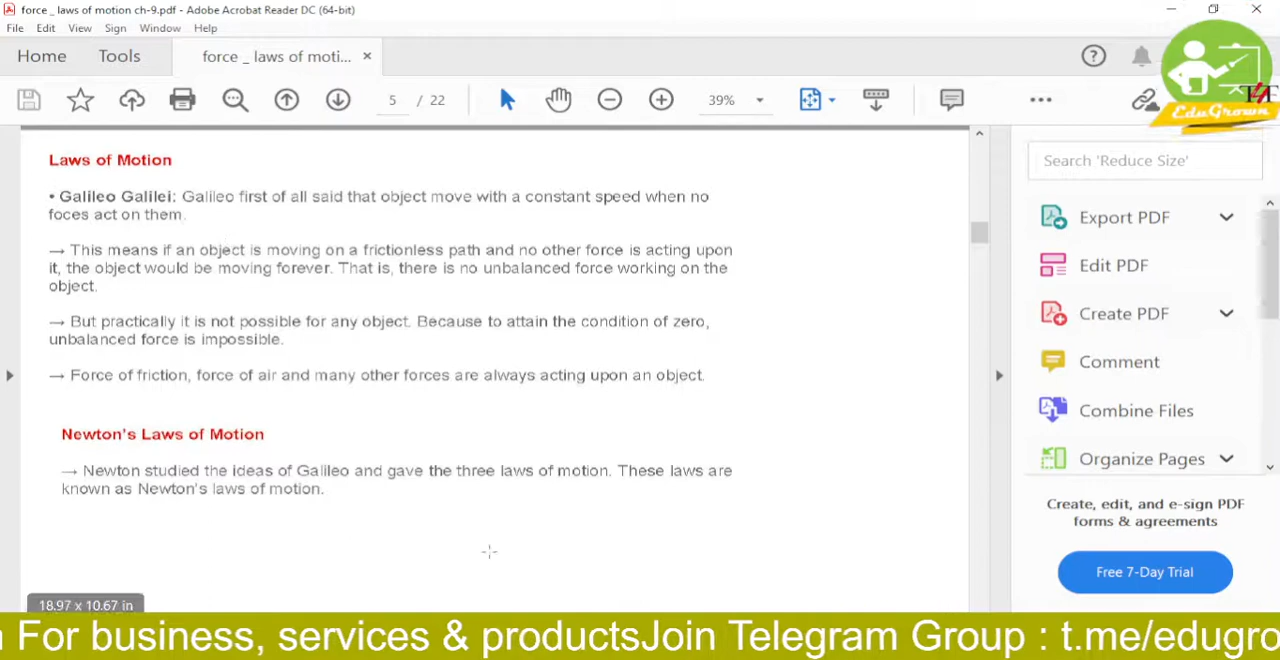 force _ laws of motion ch-9.pdf - Adobe Acrobat Reader DC (64-bit)
File Edit View Sign Window Help
Home Tools force _ laws of moti... ×
5 / 22 39%
EduGrown
Laws of Motion
• Galileo Galilei: Galileo first of all said that object move with a constant speed when no
foces act on them.
→ This means if an object is moving on a frictionless path and no other force is acting upon
it, the object would be moving forever. That is, there is no unbalanced force working on the
object.
→ But practically it is not possible for any object. Because to attain the condition of zero,
unbalanced force is impossible.
→ Force of friction, force of air and many other forces are always acting upon an object.
Newton's Laws of Motion
→ Newton studied the ideas of Galileo and gave the three laws of motion. These laws are
known as Newton's laws of motion.
18.97 x 10.67 in
Search 'Reduce Size'
Export PDF
Edit PDF
Create PDF
Comment
Combine Files
Organize Pages
Create, edit, and e-sign PDF
forms & agreements
Free 7-Day Trial
For business, services & productsJoin Telegram Group : t.me/edugro